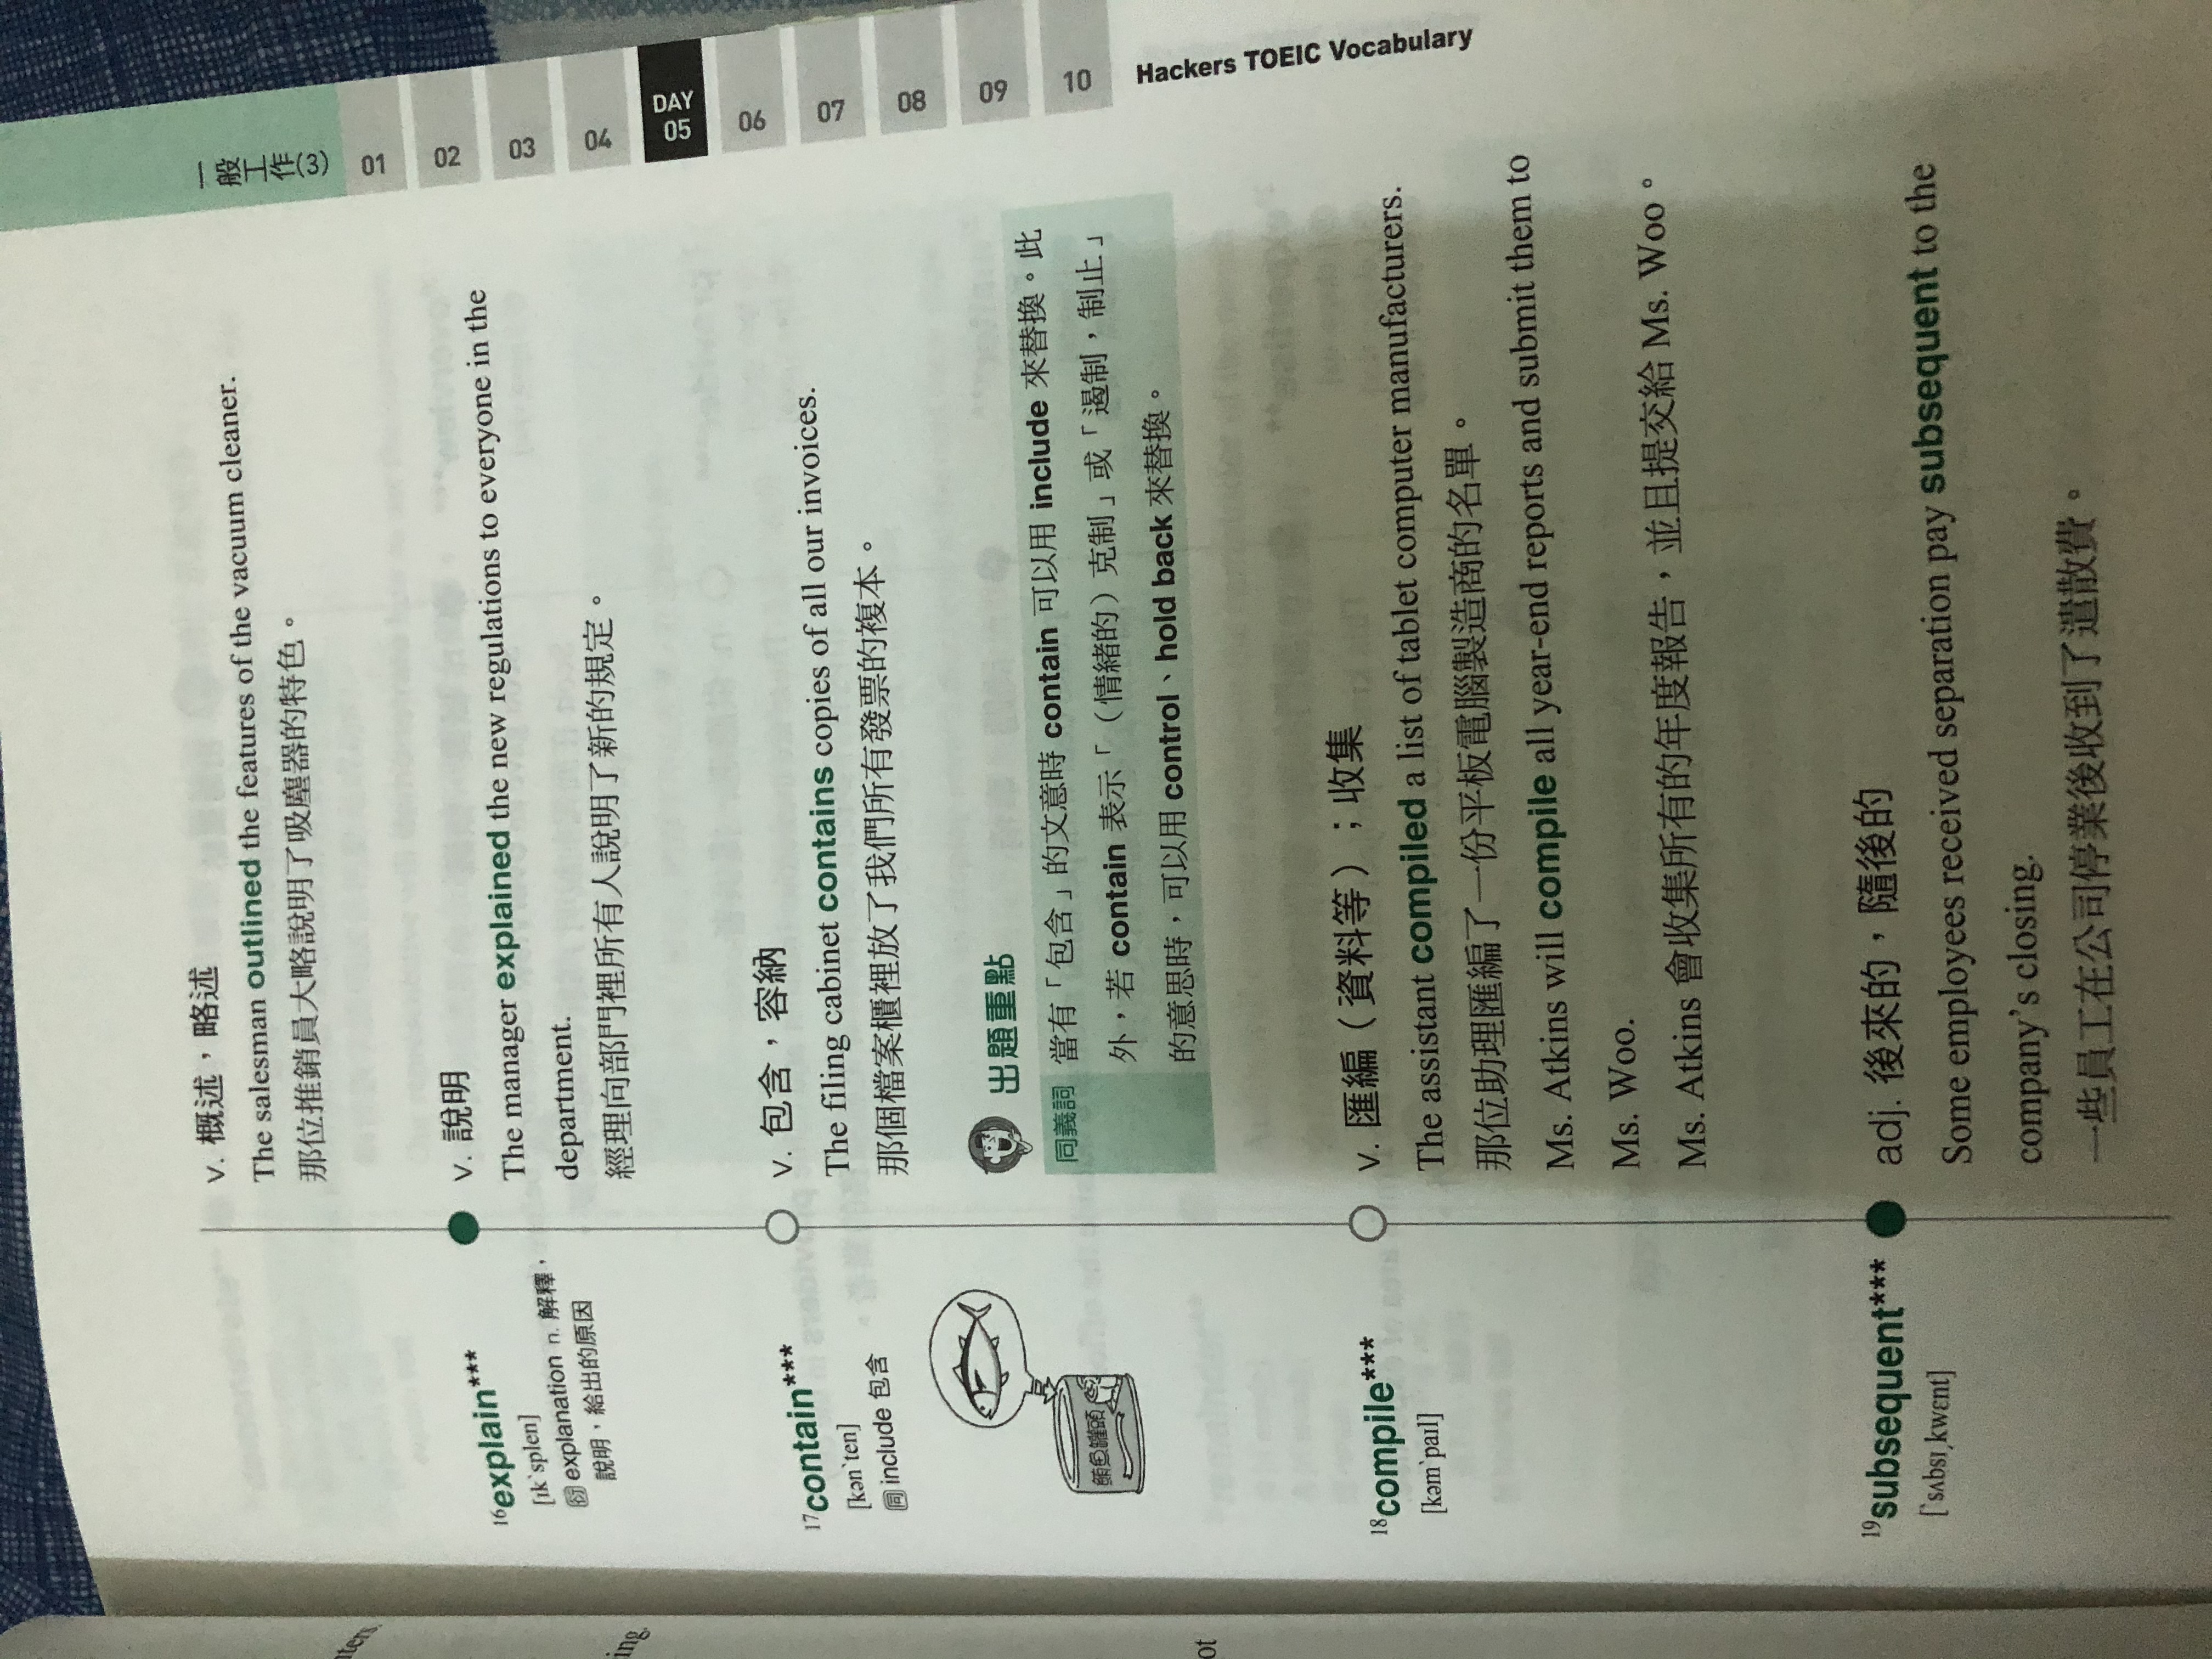 v. 概述，略述
The salesman outlined the features of the vacuum cleaner.
那位推銷員大略說明了吸塵器的特色。
16explain***
[ɪkˋsplen]
衍 explanation n. 解釋，
說明，給出的原因
v. 說明
The manager explained the new regulations to everyone in the
department.
經理向部門裡所有人說明了新的規定。
17contain***
[kənˋten]
同 include 包含
鮪魚罐頭
v. 包含，容納
The filing cabinet contains copies of all our invoices.
那個檔案櫃裡放了我們所有發票的複本。
出題重點
同義詞 當有「包含」的文意時 contain 可以用 include 來替換。此
外，若 contain 表示「（情緒的）克制」或「遏制，制止」
的意思時，可以用 control、hold back 來替換。
18compile***
[kəmˋpaɪl]
v. 匯編（資料等）；收集
The assistant compiled a list of tablet computer manufacturers.
那位助理匯編了一份平板電腦製造商的名單。
Ms. Atkins will compile all year-end reports and submit them to
Ms. Woo.
Ms. Atkins 會收集所有的年度報告，並且提交給 Ms. Woo。
19subsequent***
[ˋsʌbsɪˏkwɛnt]
adj. 後來的，隨後的
Some employees received separation pay subsequent to the
company's closing.
一些員工在公司停業後收到了遣散費。
一般工作(3)
01
02
03
04
DAY
05
06
07
08
09
10
Hackers TOEIC Vocabulary
ing.
ot